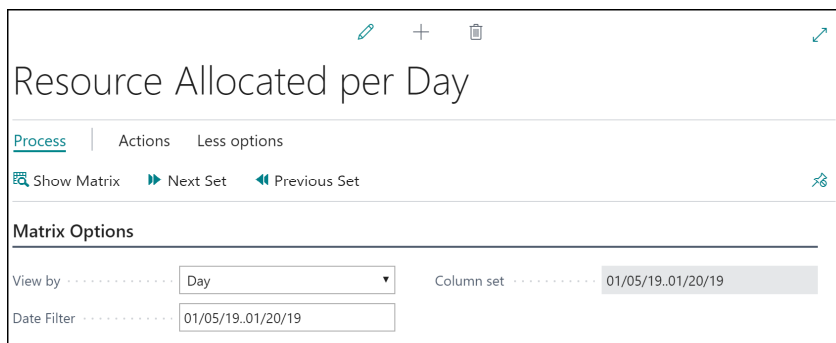 Resource Allocated per Day
Process Actions Less options
Show Matrix Next Set Previous Set
Matrix Options
View by Day Column set 01/05/19..01/20/19
Date Filter 01/05/19..01/20/19